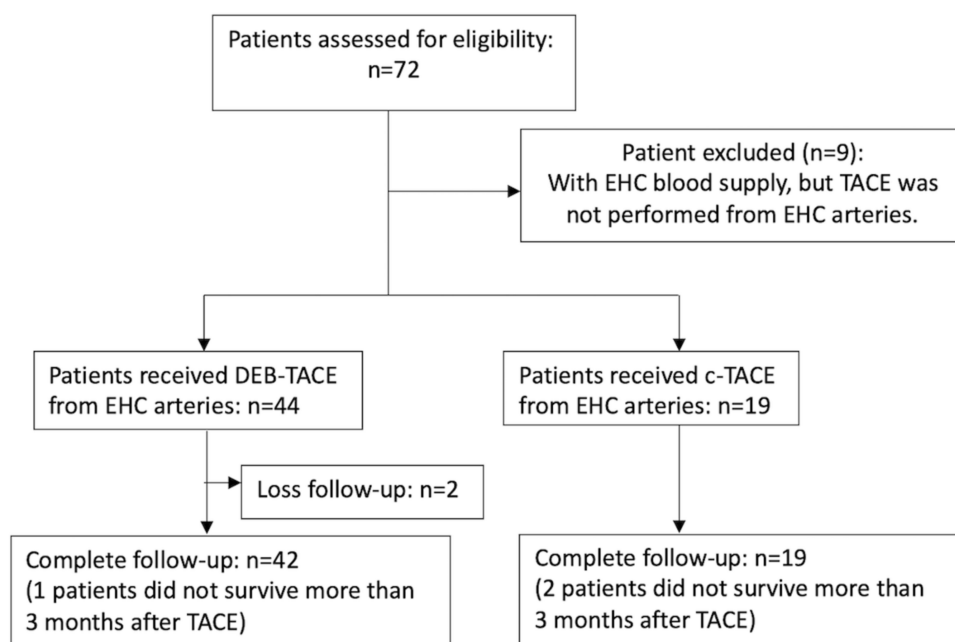 Patients assessed for eligibility:
n=72
Patient excluded (n=9):
With EHC blood supply, but TACE was
not performed from EHC arteries.
Patients received DEB-TACE
from EHC arteries: n=44
Patients received c-TACE
from EHC arteries: n=19
Loss follow-up: n=2
Complete follow-up: n=42
(1 patients did not survive more than
3 months after TACE)
Complete follow-up: n=19
(2 patients did not survive more than
3 months after TACE)